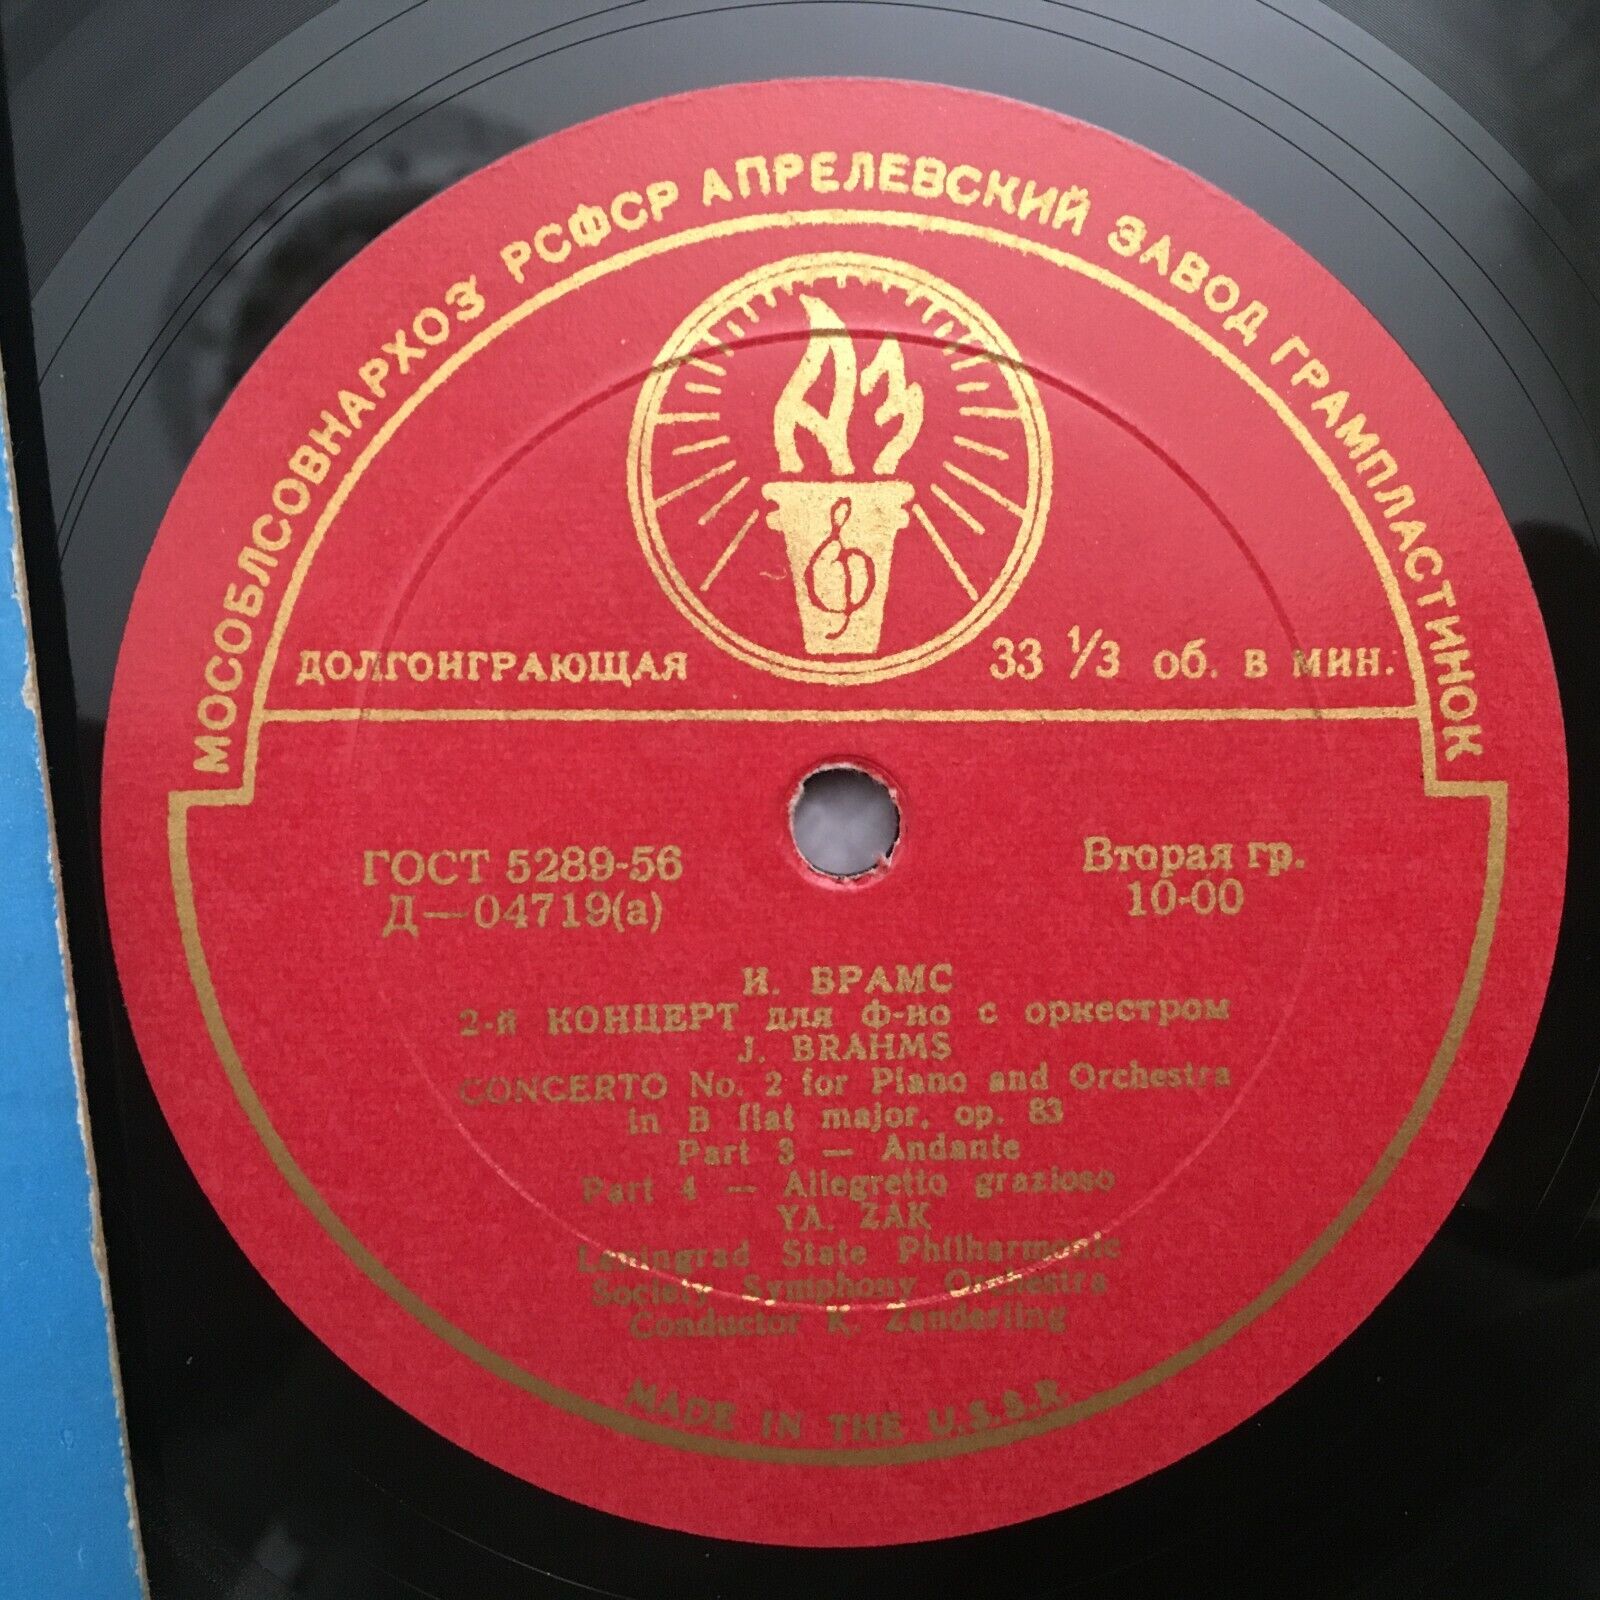 МОСОБЛСОВНАРХОЗ РСФСР АПРЕЛЕВСКИЙ ЗАВОД ГРАМПЛАСТИНОК
АЗ
ДОЛГОИГРАЮЩАЯ 33 1/3 об. в мин.
ГОСТ 5289-56 Вторая гр.
Д—04719(а) 10-00
И. БРАМС
2-й КОНЦЕРТ для ф-но с оркестром
J. BRAHMS
CONCERTO No. 2 for Piano and Orchestra
in B flat major, op. 83
Part 3 — Andante
Part 4 — Allegretto grazioso
YA. ZAK
Leningrad State Philharmonic
Society Symphony Orchestra
Conductor K. Zanderling
MADE IN THE U.S.S.R.